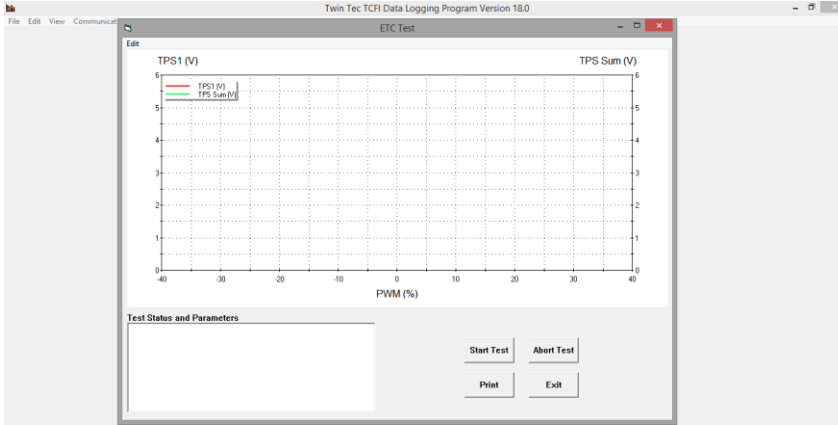 Twin Tec TCFI Data Logging Program Version 18.0
File Edit View Communicat
ETC Test
Edit
TPS1 (V) TPS Sum (V)
TPS1 (V)
TPS Sum (V)
6 6
5 5
4 4
3 3
2 2
1 1
0 0
-40 -30 -20 -10 0 10 20 30 40
PWM (%)
Test Status and Parameters
Start Test Abort Test
Print Exit